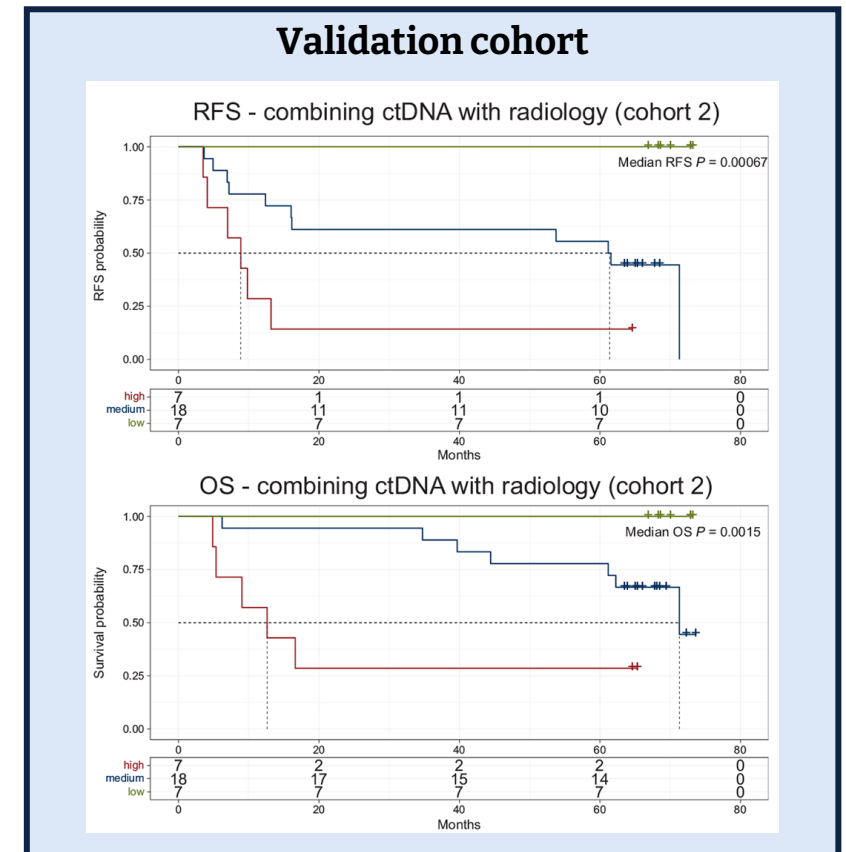 Validation cohort
RFS - combining ctDNA with radiology (cohort 2)
Median RFS P = 0.00067
RFS probability
1.00
0.75
0.50
0.25
0.00
0 20 40 60 80
high 7 1 1 1 0
medium 18 11 11 10 0
low 7 7 7 7 0
0 20 40 60 80
Months
OS - combining ctDNA with radiology (cohort 2)
Median OS P = 0.0015
Survival probability
1.00
0.75
0.50
0.25
0.00
0 20 40 60 80
high 7 2 2 2 0
medium 18 17 15 14 0
low 7 7 7 7 0
0 20 40 60 80
Months